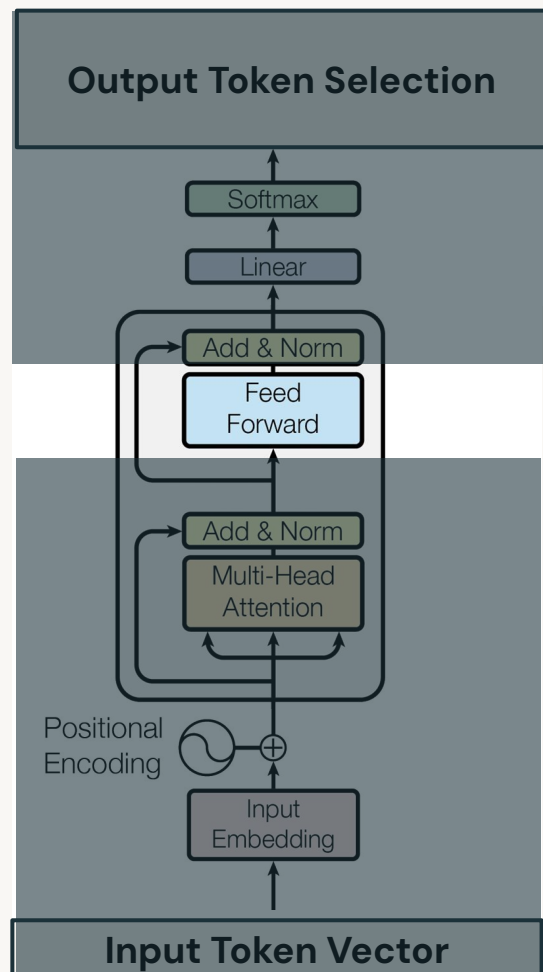 Output Token Selection
Softmax
Linear
Add & Norm
Feed
Forward
Add & Norm
Multi-Head
Attention
Positional
Encoding
Input
Embedding
Input Token Vector